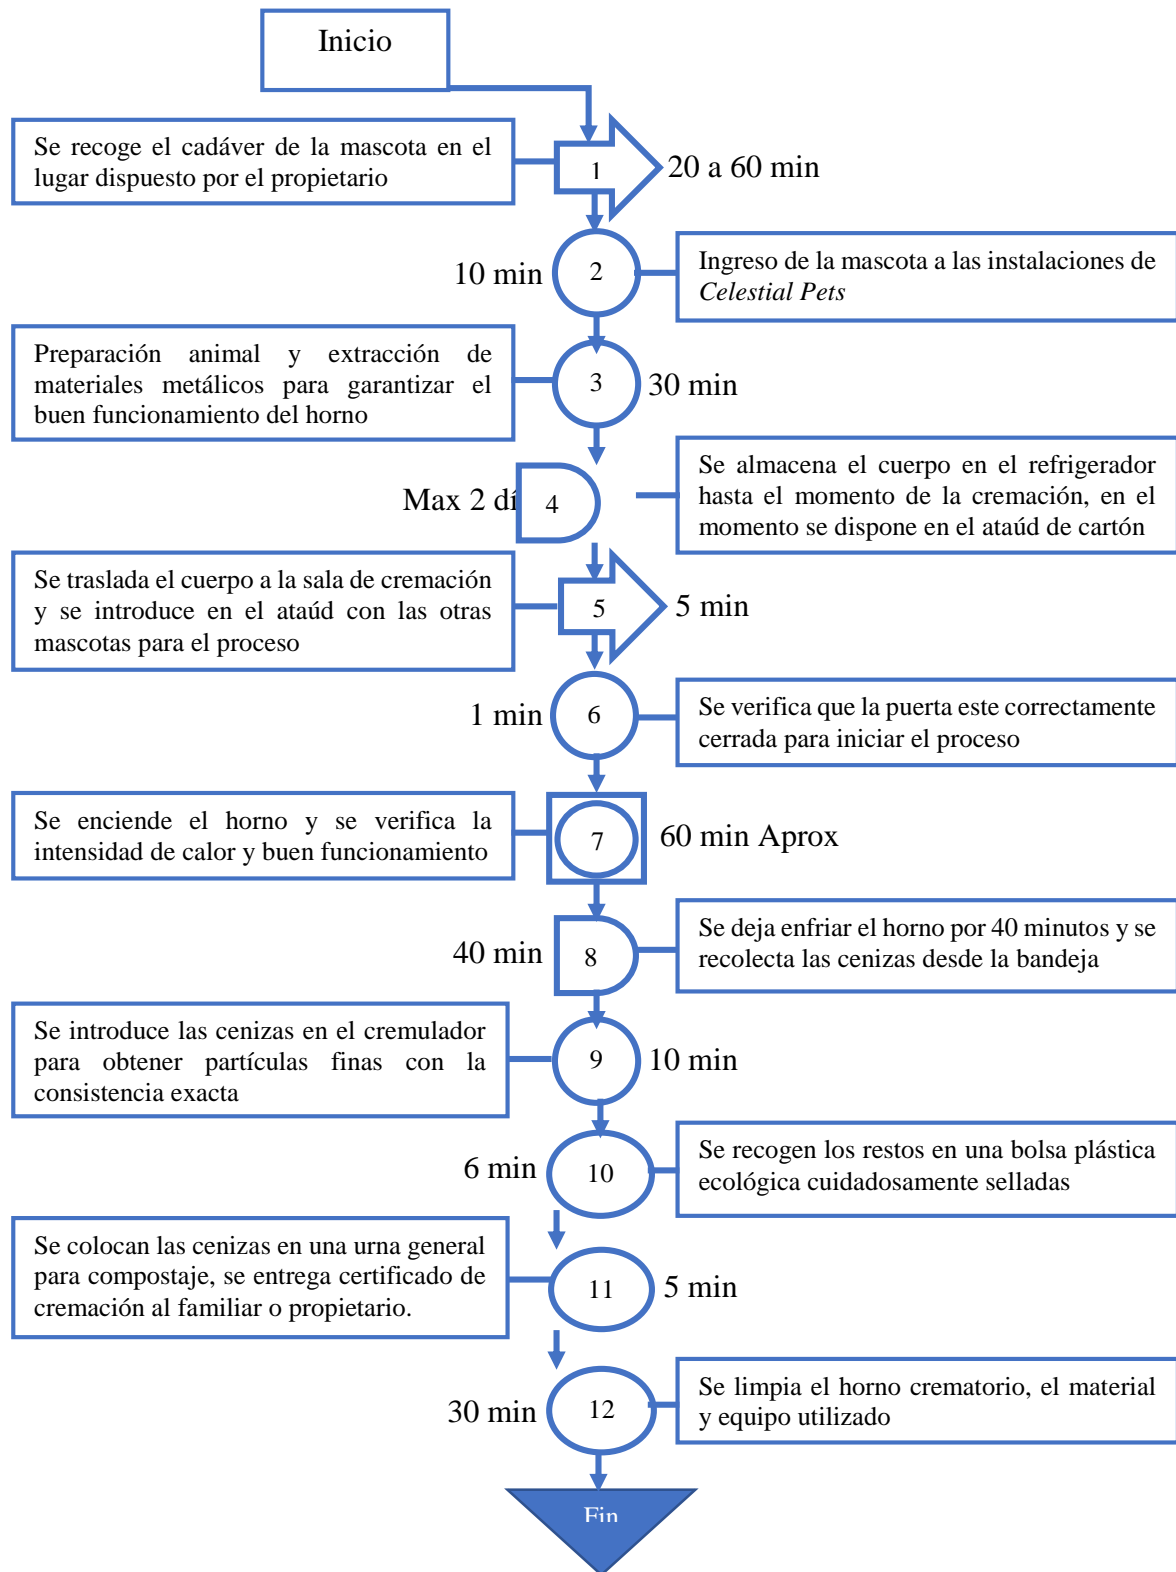 Inicio
Se recoge el cadáver de la mascota en el
lugar dispuesto por el propietario
1
20 a 60 min
10 min
2
Ingreso de la mascota a las instalaciones de
Celestial Pets
Preparación animal y extracción de
materiales metálicos para garantizar el
buen funcionamiento del horno
3
30 min
Max 2 dí
4
Se almacena el cuerpo en el refrigerador
hasta el momento de la cremación, en el
momento se dispone en el ataúd de cartón
Se traslada el cuerpo a la sala de cremación
y se introduce en el ataúd con las otras
mascotas para el proceso
5
5 min
1 min
6
Se verifica que la puerta este correctamente
cerrada para iniciar el proceso
Se enciende el horno y se verifica la
intensidad de calor y buen funcionamiento
7
60 min Aprox
40 min
8
Se deja enfriar el horno por 40 minutos y se
recolecta las cenizas desde la bandeja
Se introduce las cenizas en el cremulador
para obtener partículas finas con la
consistencia exacta
9
10 min
6 min
10
Se recogen los restos en una bolsa plástica
ecológica cuidadosamente selladas
Se colocan las cenizas en una urna general
para compostaje, se entrega certificado de
cremación al familiar o propietario.
11
5 min
30 min
12
Se limpia el horno crematorio, el material
y equipo utilizado
Fin